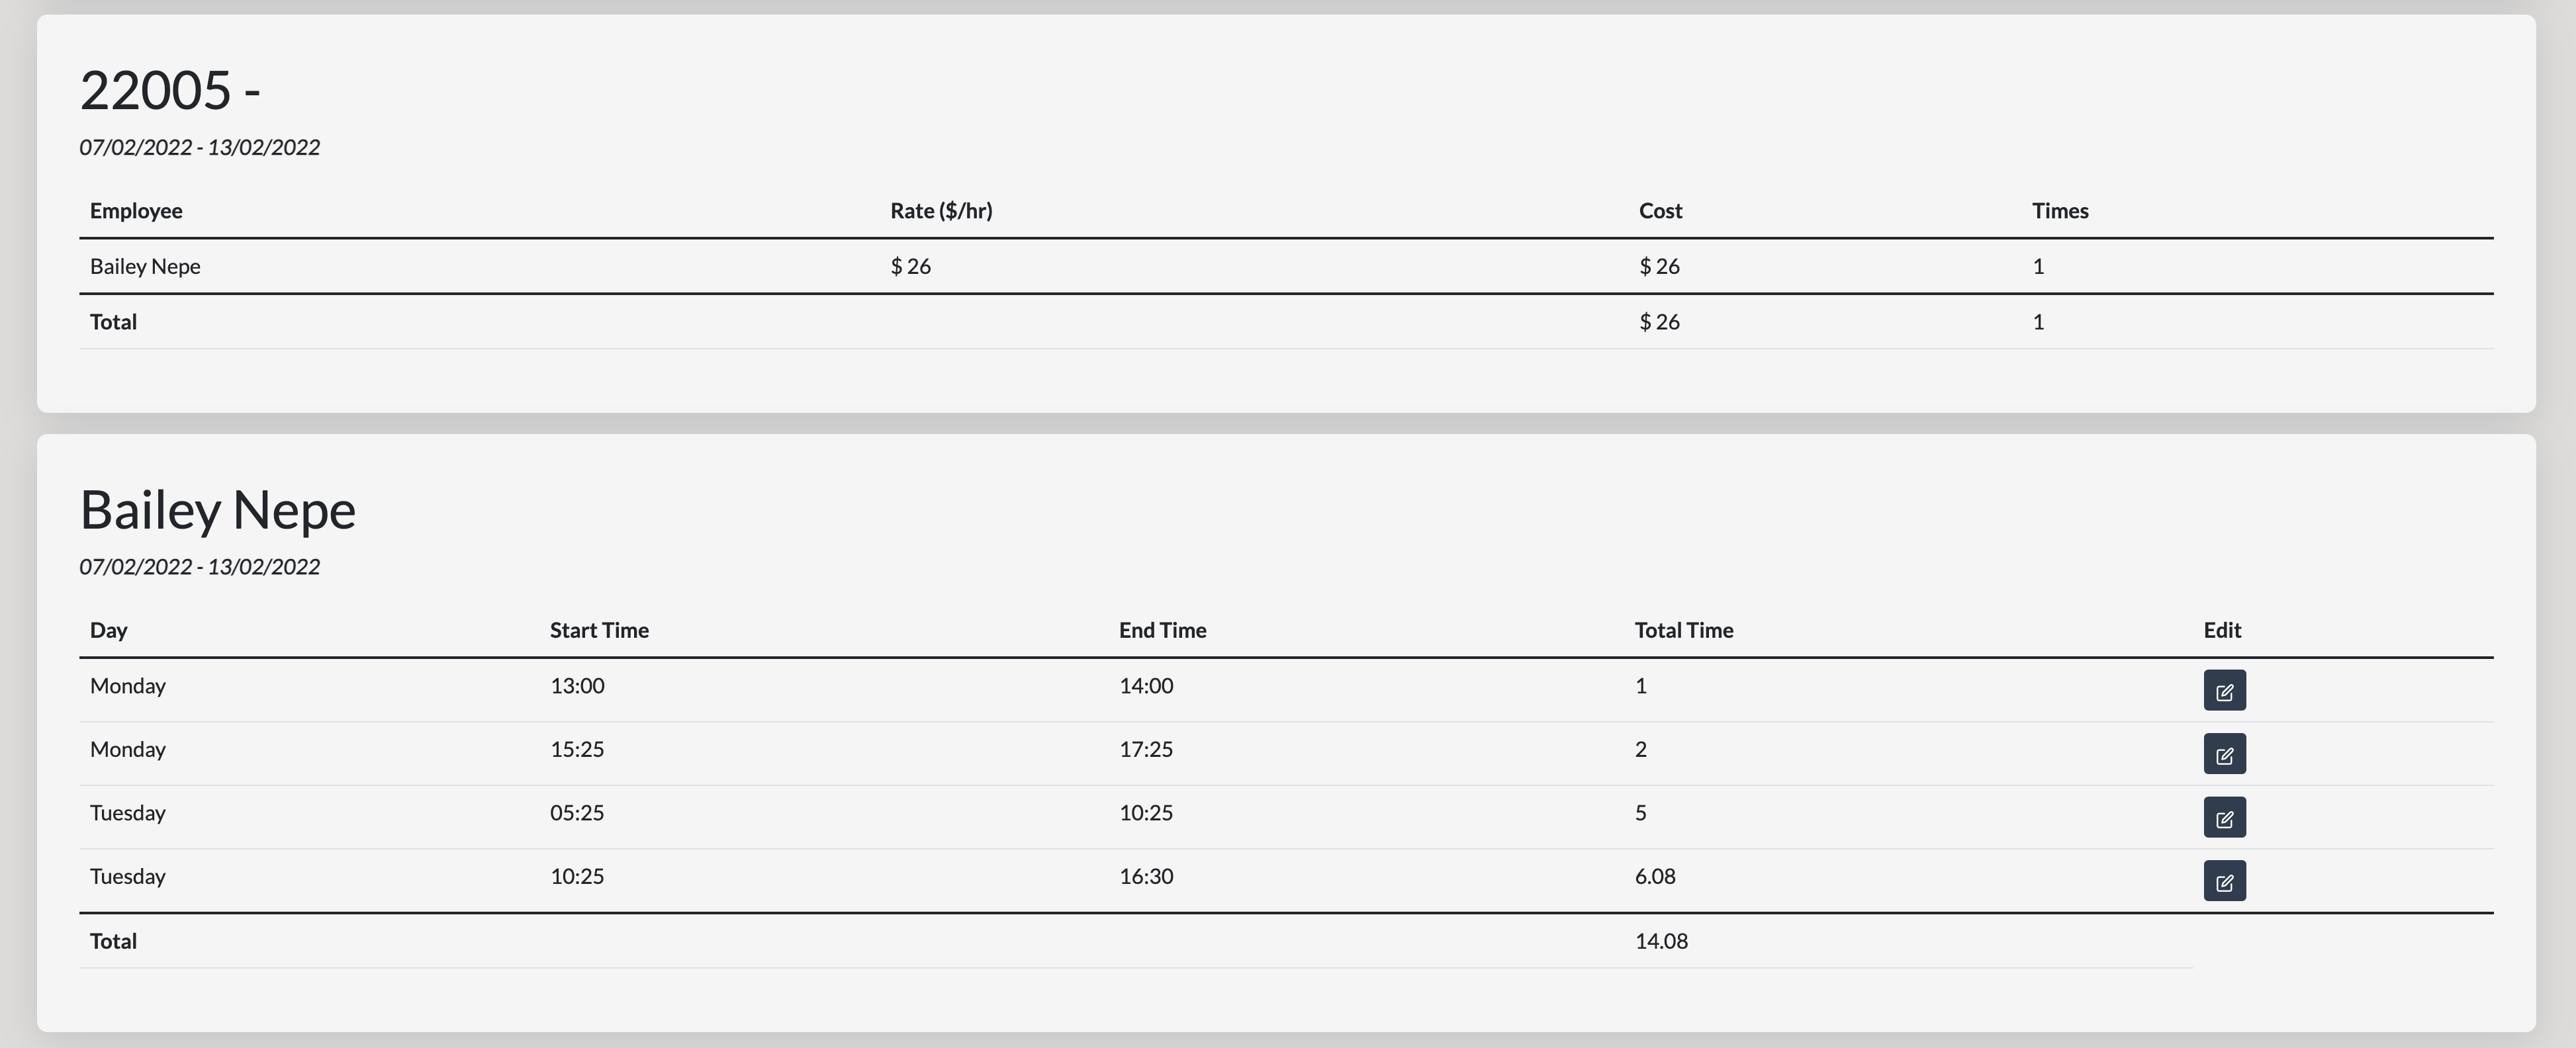 22005 -
07/02/2022 - 13/02/2022
Employee Rate ($/hr) Cost Times
Bailey Nepe $ 26 $ 26 1
Total $ 26 1
Bailey Nepe
07/02/2022 - 13/02/2022
Day Start Time End Time Total Time Edit
Monday 13:00 14:00 1
Monday 15:25 17:25 2
Tuesday 05:25 10:25 5
Tuesday 10:25 16:30 6.08
Total 14.08